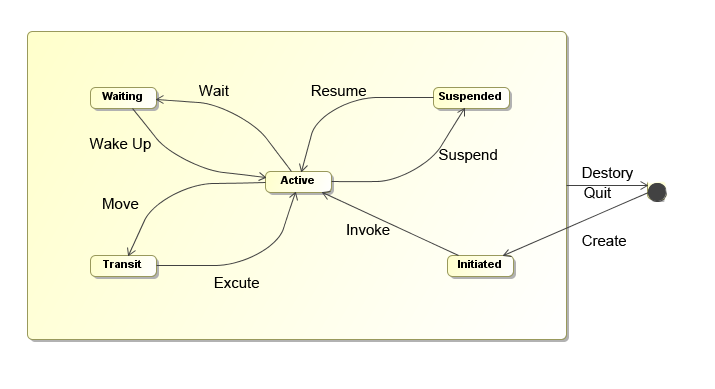 Waiting
Wait
Resume
Suspended
Wake Up
Suspend
Active
Destory
Quit
Move
Invoke
Create
Transit
Initiated
Excute